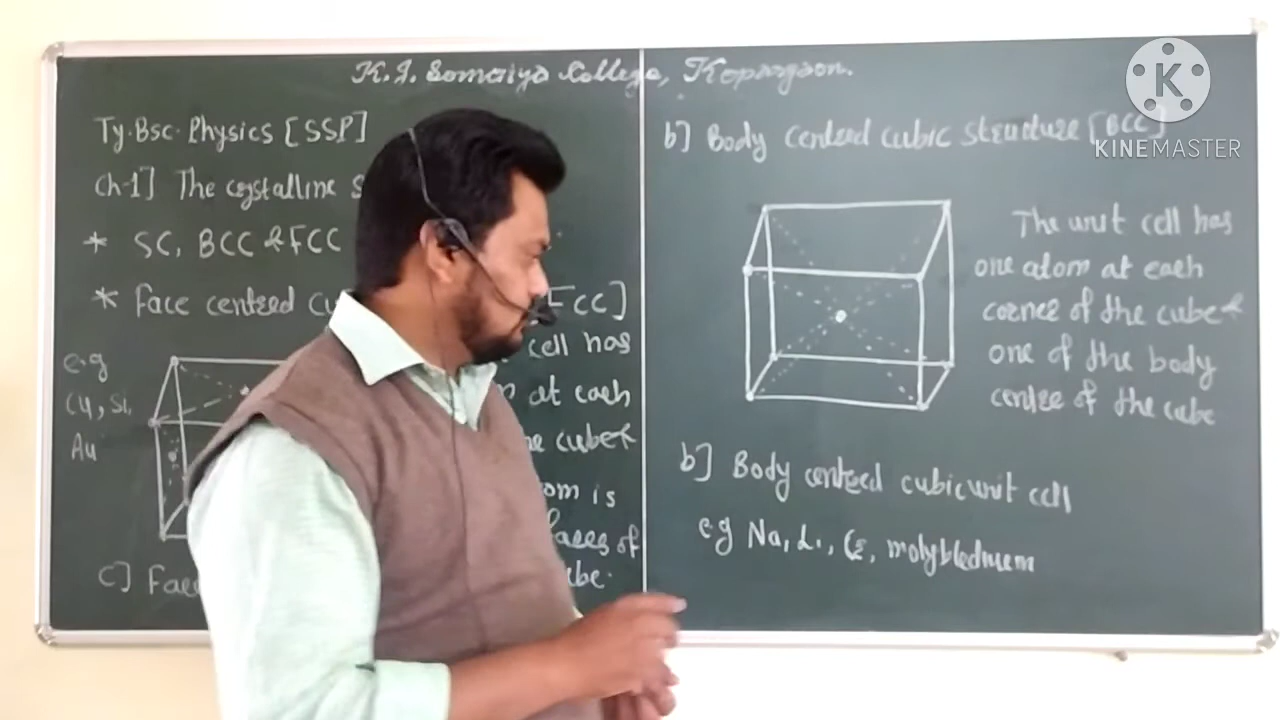 K.J. Somaiya College, Kopargaon.
Ty.Bsc. Physics [SSP]
Ch-1] The crystalline S
* SC, BCC & FCC
* Face centred cu
[FCC]
e.g
Cu, Si,
Au
cell has
at each
cube &
om is
faces of
be.
C] Face
b] Body centred cubic structure [BCC]
The unit cell has
one atom at each
corner of the cube &
one of the body
centre of the cube
b] Body centred cubic unit cell
e.g Na, Li, Cr,
K
KINEMASTER